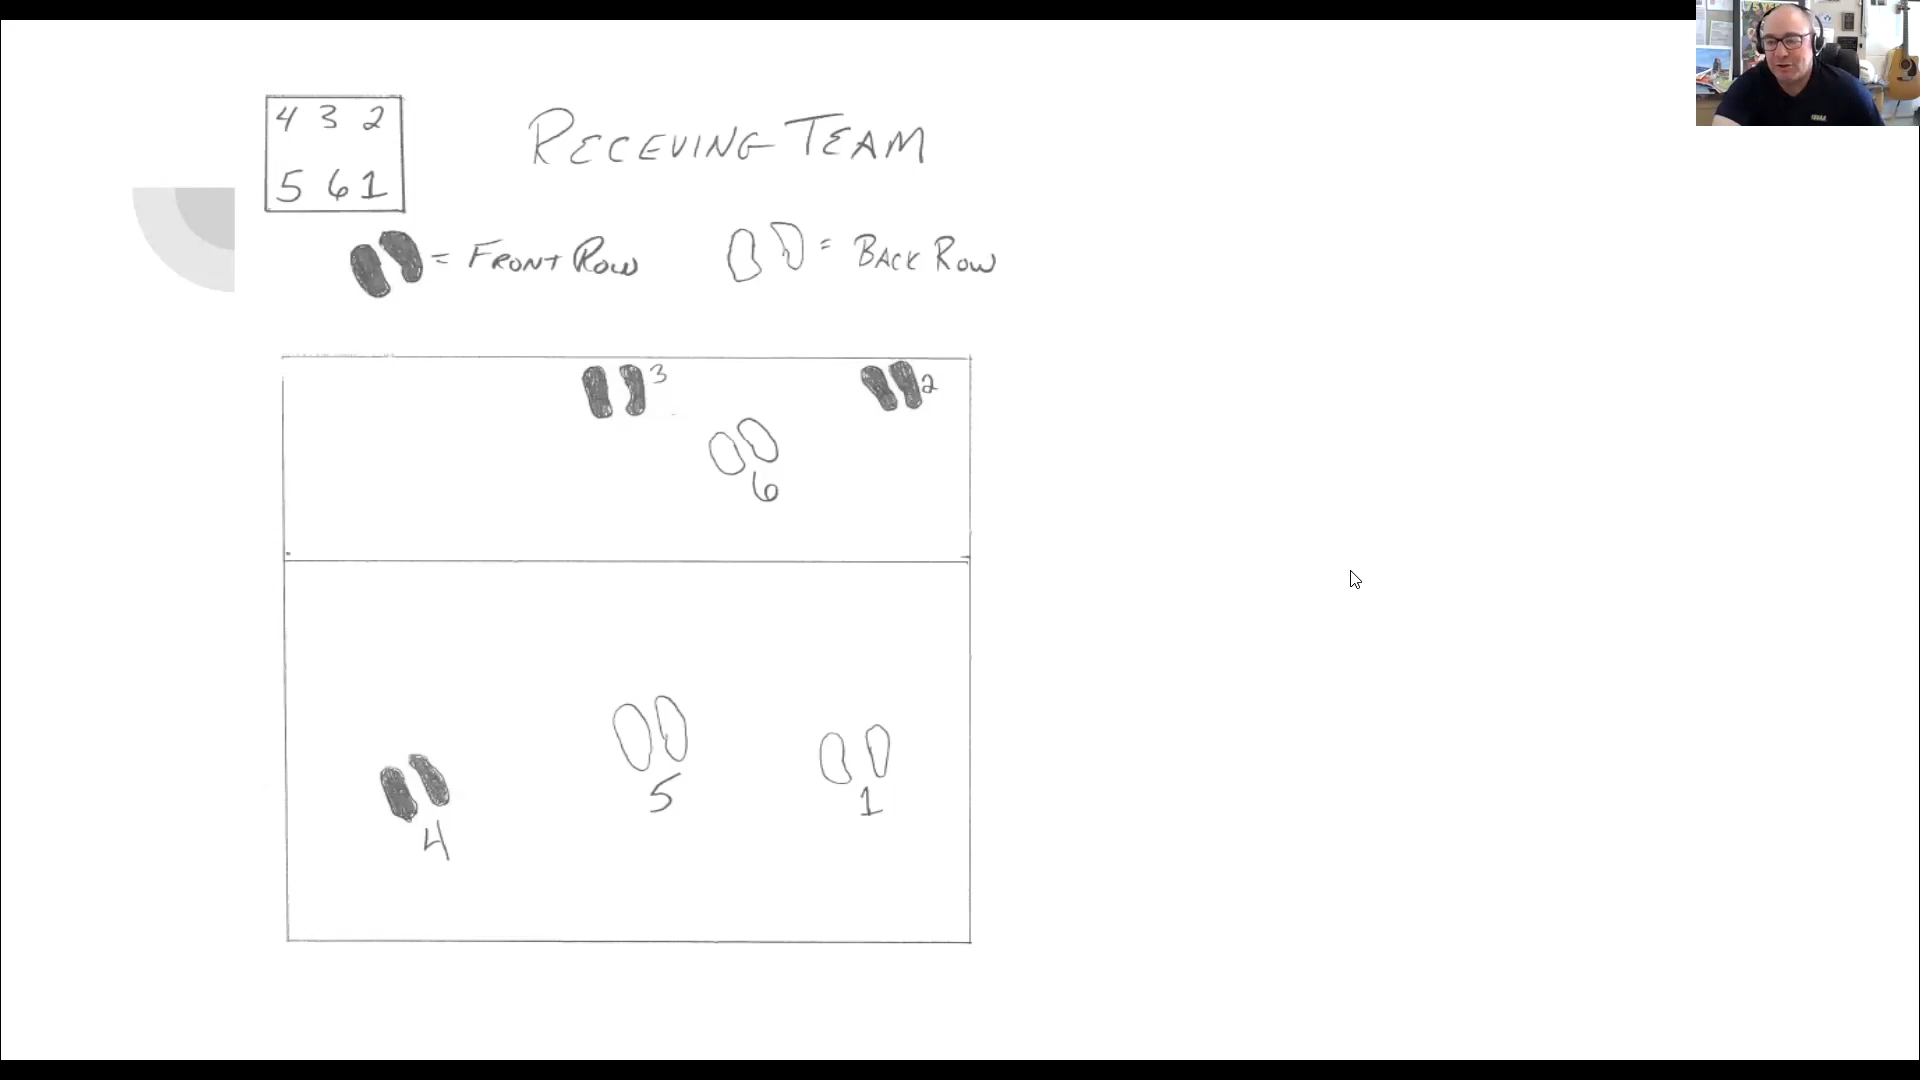 4 3 2
5 6 1
RECEVING TEAM
= FRONT ROW
= BACK ROW
3
2
6
5
1
4